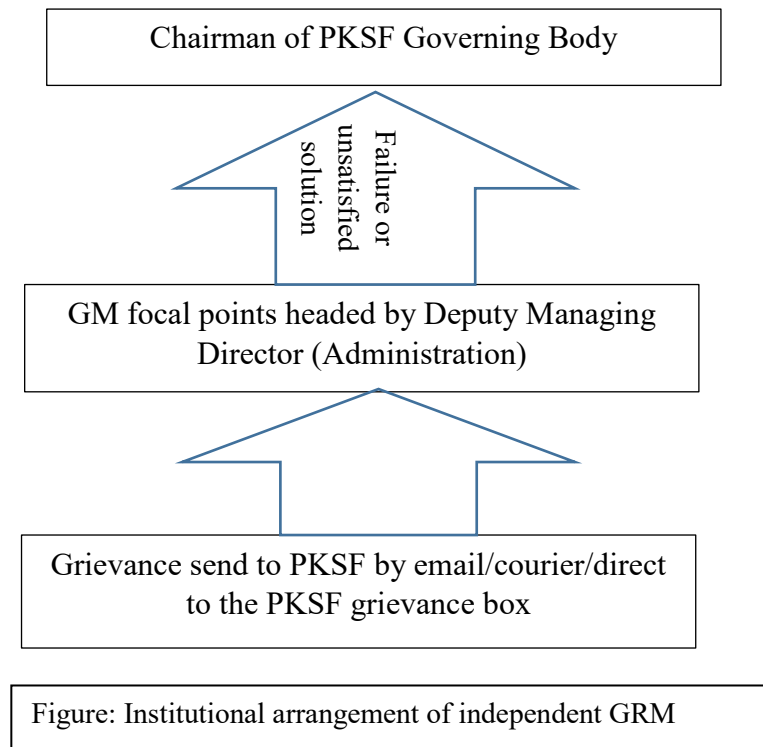 Chairman of PKSF Governing Body
Failure or
unsatisfied
solution
GM focal points headed by Deputy Managing
Director (Administration)
Grievance send to PKSF by email/courier/direct
to the PKSF grievance box
Figure: Institutional arrangement of independent GRM